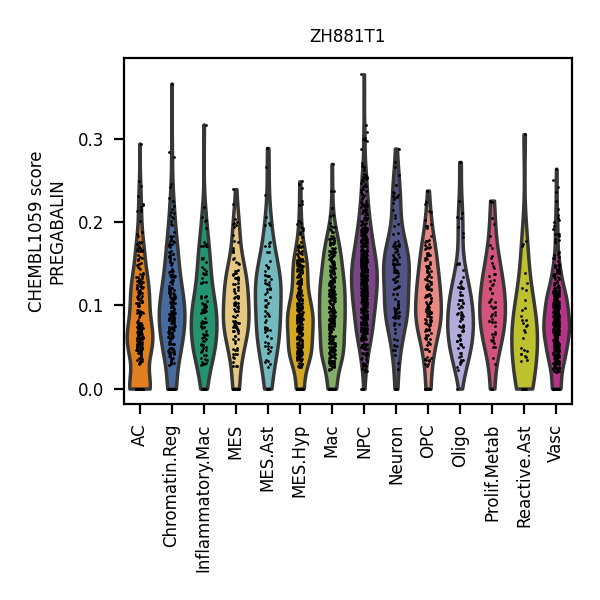 ZH881T1
CHEMBL1059 score
PREGABALIN
0.3
0.2
0.1
0.0
AC
Chromatin.Reg
Inflammatory.Mac
MES
MES.Ast
MES.Hyp
Mac
NPC
Neuron
OPC
Oligo
Prolif.Metab
Reactive.Ast
Vasc